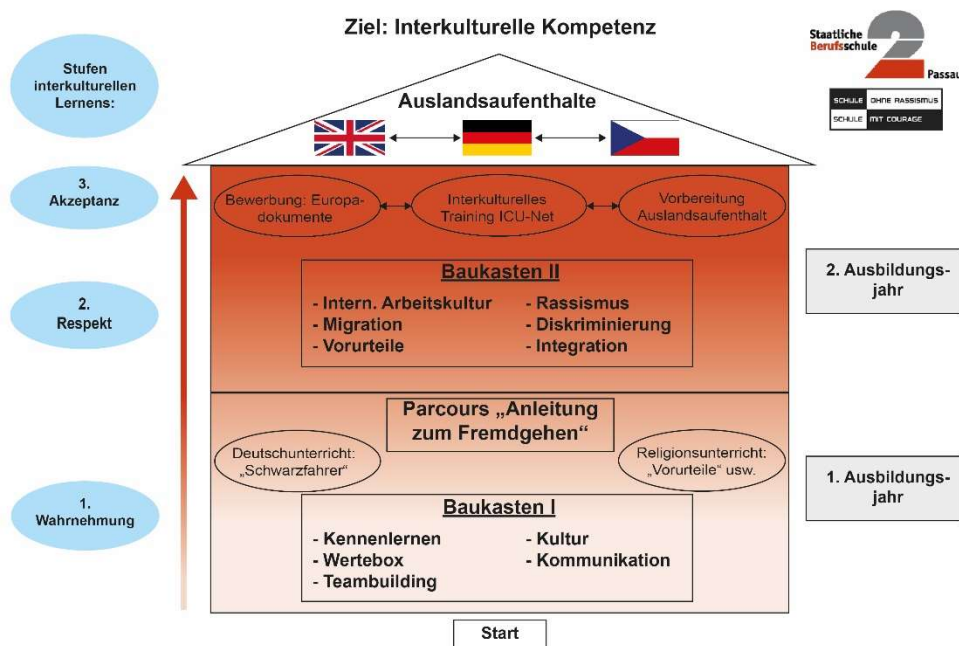 Ziel: Interkulturelle Kompetenz
Staatliche
Berufsschule
2
Passau
SCHULE OHNE RASSISMUS
SCHULE MIT COURAGE
Stufen
interkulturellen
Lernens:
Auslandsaufenthalte
3.
Akzeptanz
Bewerbung: Europa-
dokumente
Interkulturelles
Training ICU-Net
Vorbereitung
Auslandsaufenthalt
2.
Respekt
Baukasten II
- Intern. Arbeitskultur
- Migration
- Vorurteile
- Rassismus
- Diskriminierung
- Integration
2. Ausbildungs-
jahr
Parcours „Anleitung
zum Fremdgehen“
Deutschunterricht:
„Schwarzfahrer“
Religionsunterricht:
„Vorurteile“ usw.
1. Ausbildungs-
jahr
1.
Wahrnehmung
Baukasten I
- Kennenlernen
- Wertebox
- Teambuilding
- Kultur
- Kommunikation
Start